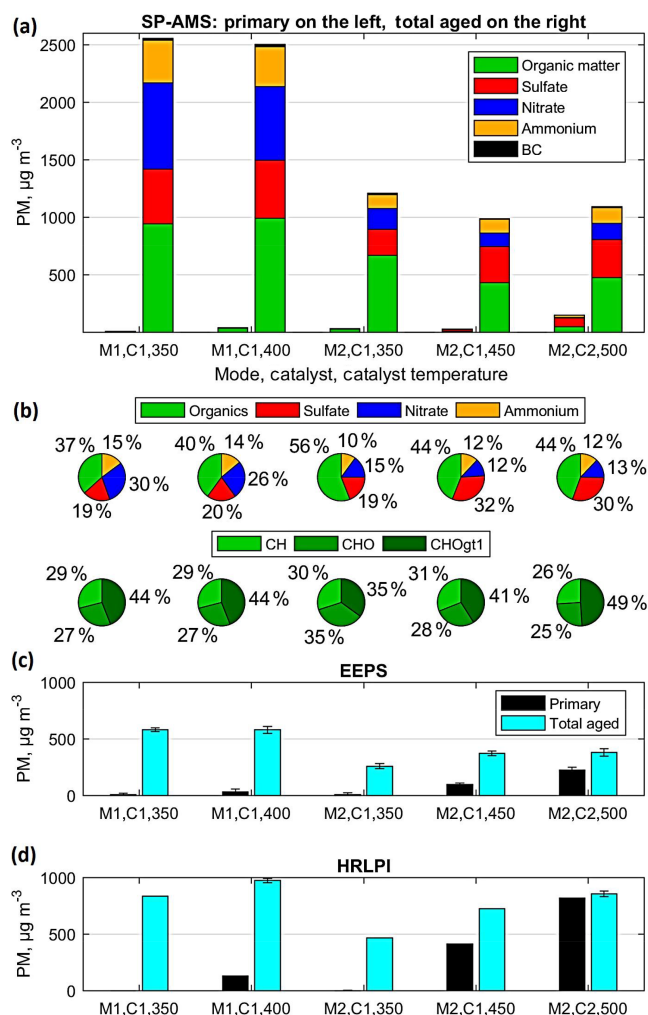 (a)
SP-AMS: primary on the left, total aged on the right
2500
2000
1500
1000
500
PM, µg m-3
Organic matter
Sulfate
Nitrate
Ammonium
BC
M1,C1,350 M1,C1,400 M2,C1,350 M2,C1,450 M2,C2,500
Mode, catalyst, catalyst temperature
(b)
Organics Sulfate Nitrate Ammonium
37 % 15 % 40 % 14 % 56 % 10 % 44 % 12 % 44 % 12 %
30 % 26 % 15 % 12 % 13 %
19 % 20 % 19 % 32 % 30 %
CH CHO CHOgt1
29 % 29 % 30 % 31 % 26 %
44 % 44 % 35 % 41 % 49 %
27 % 27 % 35 % 28 % 25 %
(c)
EEPS
1000
500
0
PM, µg m-3
Primary
Total aged
M1,C1,350 M1,C1,400 M2,C1,350 M2,C1,450 M2,C2,500
(d)
HRLPI
1000
500
0
PM, µg m-3
M1,C1,350 M1,C1,400 M2,C1,350 M2,C1,450 M2,C2,500